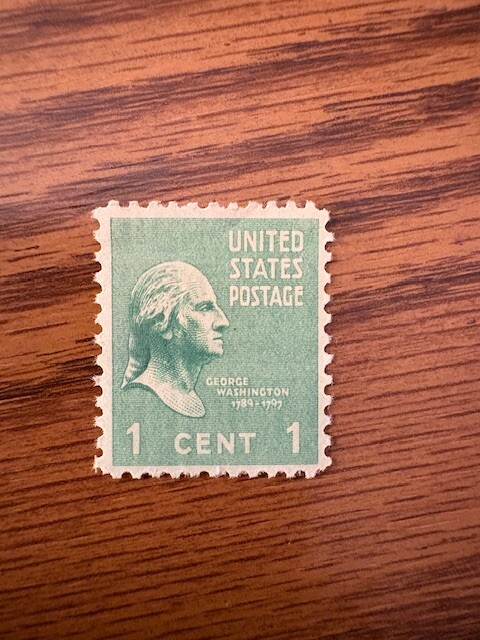 UNITED
STATES
POSTAGE
GEORGE
WASHINGTON
1789-1797
1 CENT 1